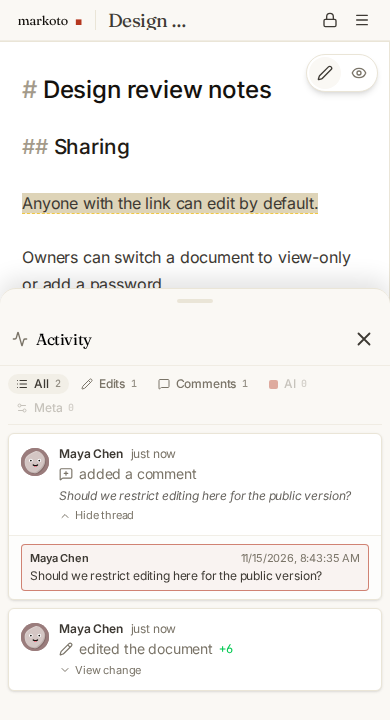 markoto
Design ...
# Design review notes
## Sharing
Anyone with the link can edit by default.
Owners can switch a document to view-only
or add a password
Activity
All 2 Edits 1 Comments 1 AI 0
Meta 0
Maya Chen just now
added a comment
Should we restrict editing here for the public version?
Hide thread
Maya Chen 11/15/2026, 8:43:35 AM
Should we restrict editing here for the public version?
Maya Chen just now
edited the document +6
View change